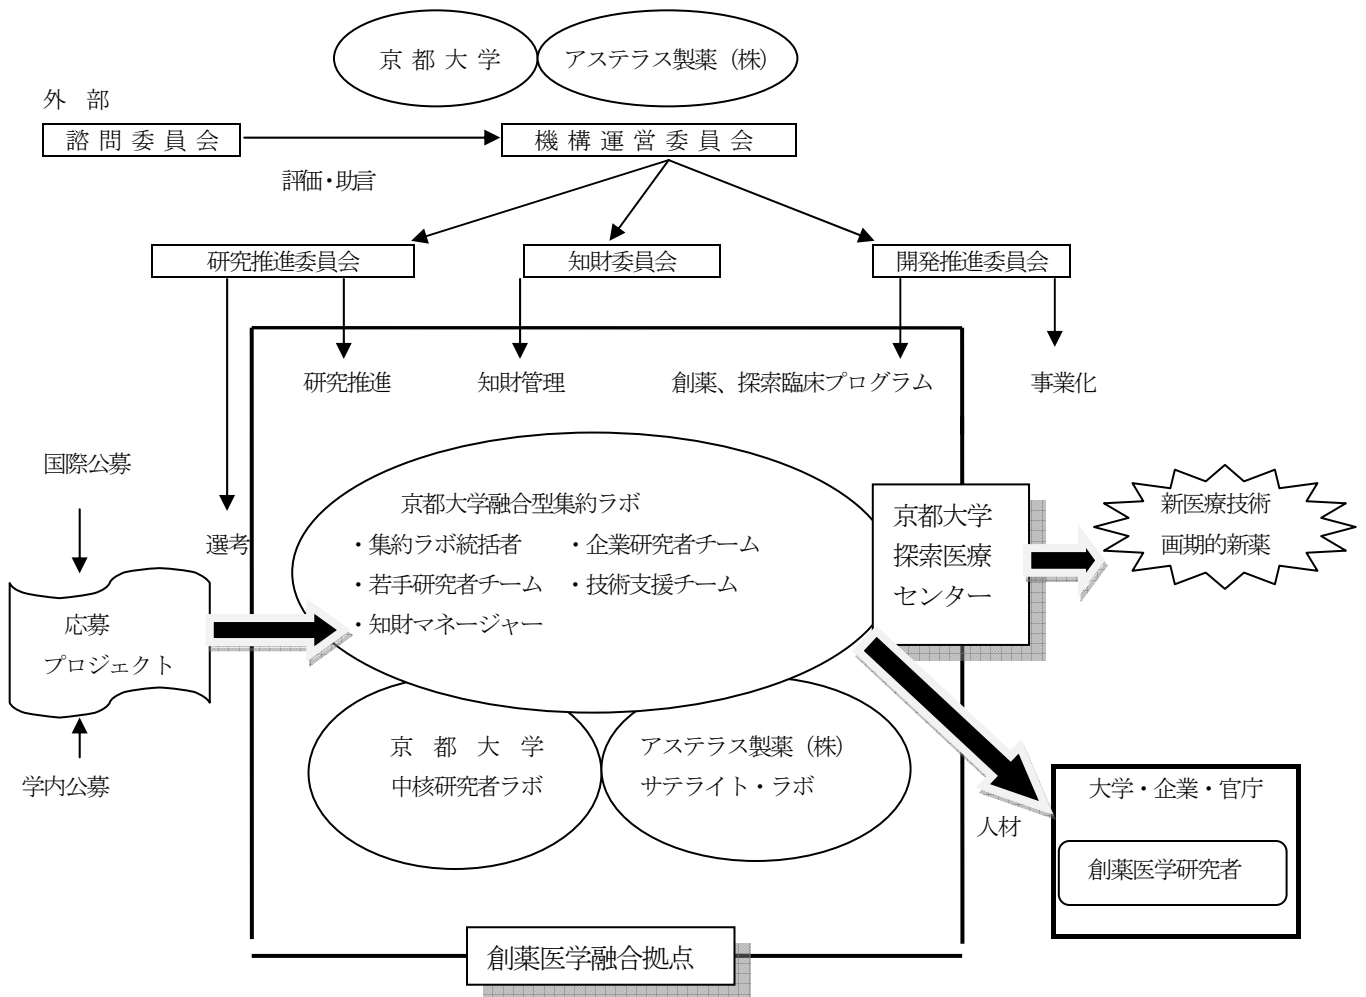 京都大学
アステラス製薬（株）
外部
諮問委員会
機構運営委員会
評価・助言
研究推進委員会
知財委員会
開発推進委員会
研究推進
知財管理
創薬、探索臨床プログラム
事業化
国際公募
選考
応募
プロジェクト
学内公募
京都大学融合型集約ラボ
・集約ラボ統括者　・企業研究者チーム
・若手研究者チーム　・技術支援チーム
・知財マネージャー
京都大学
探索医療
センター
新医療技術
画期的新薬
京都大学
中核研究者ラボ
アステラス製薬（株）
サテライト・ラボ
人材
大学・企業・官庁
創薬医学研究者
創薬医学融合拠点